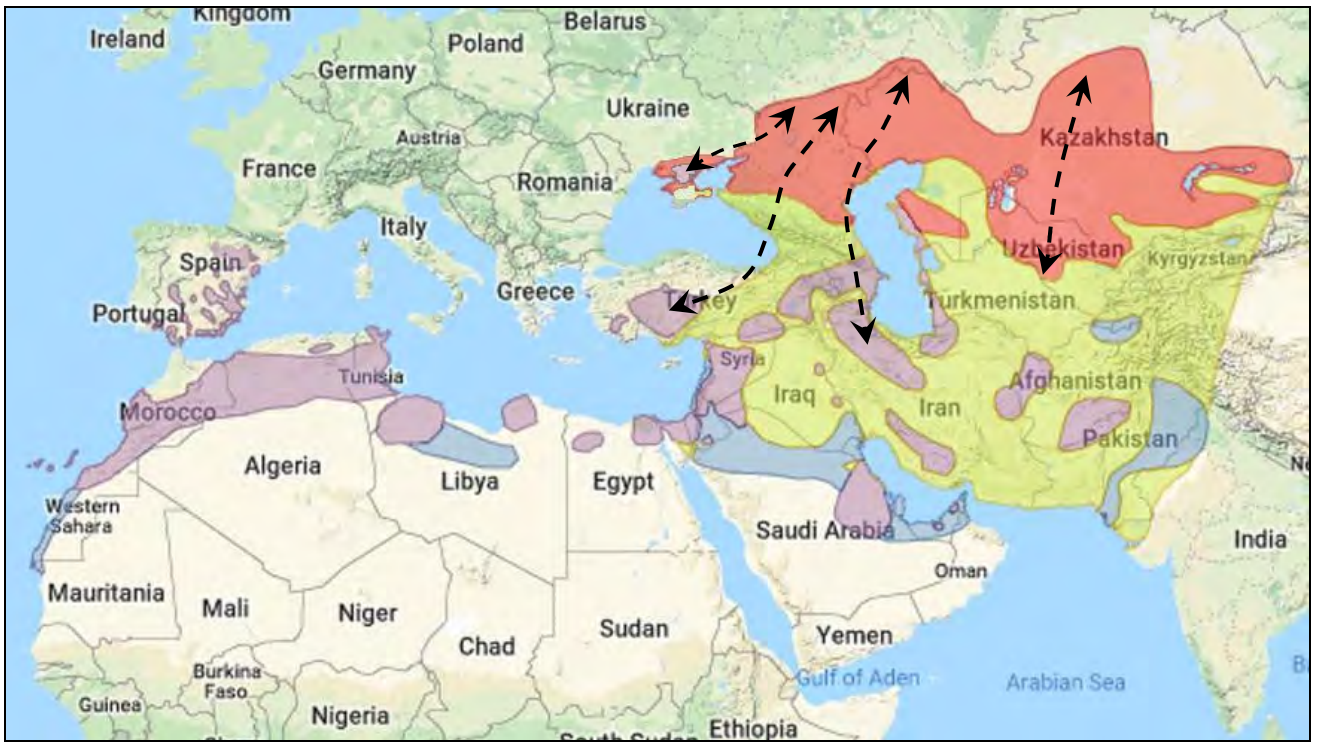 Kingdom
Ireland
Belarus
Poland
Germany
Ukraine
Austria
Kazakhstan
France
Romania
Italy
Uzbekistan
Kyrgyzstan
Spain
Greece
Turkey
Turkmenistan
Portugal
Syria
Tunisia
Afghanistan
Iraq
Iran
Morocco
Pakistan
Algeria
Libya
Egypt
Western
Sahara
Saudi Arabia
India
Oman
Mauritania
Mali
Niger
Sudan
Yemen
Chad
Burkina
Faso
Gulf of Aden
Arabian Sea
Guinea
Nigeria
Ethiopia
South Sudan